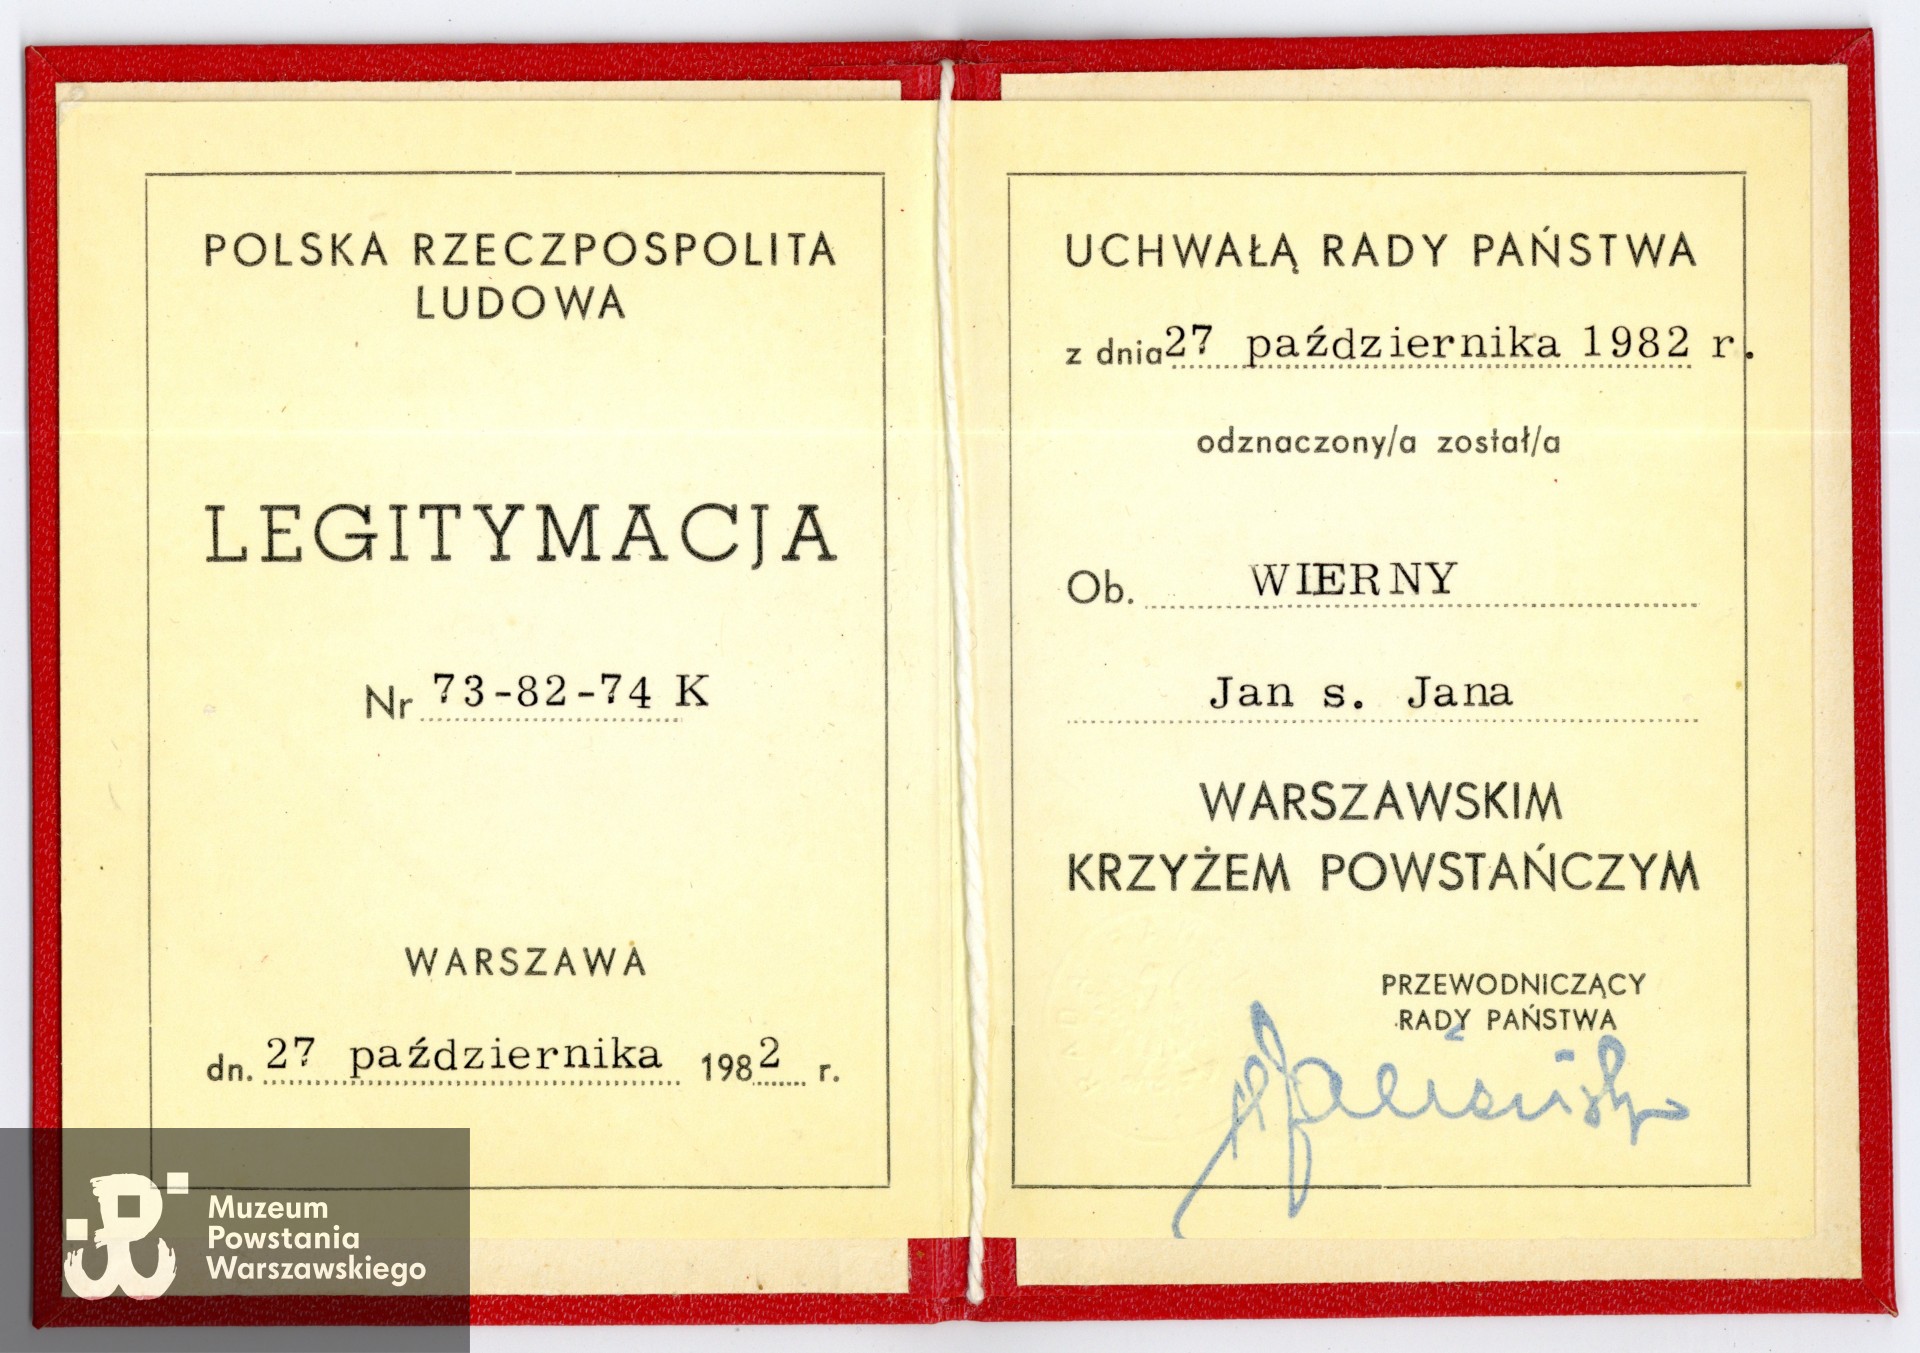 POLSKA RZECZPOSPOLITA
LUDOWA
LEGITYMACJA
Nr 73-82-74 K
WARSZAWA
dn. 27 października 1982 r.
UCHWAŁĄ RADY PAŃSTWA
z dnia 27 października 1982 r.
odznaczony/a został/a
Ob. WIERNY
Jan s. Jana
WARSZAWSKIM
KRZYŻEM POWSTAŃCZYM
PRZEWODNICZĄCY
RADY PAŃSTWA
Muzeum
Powstania
Warszawskiego